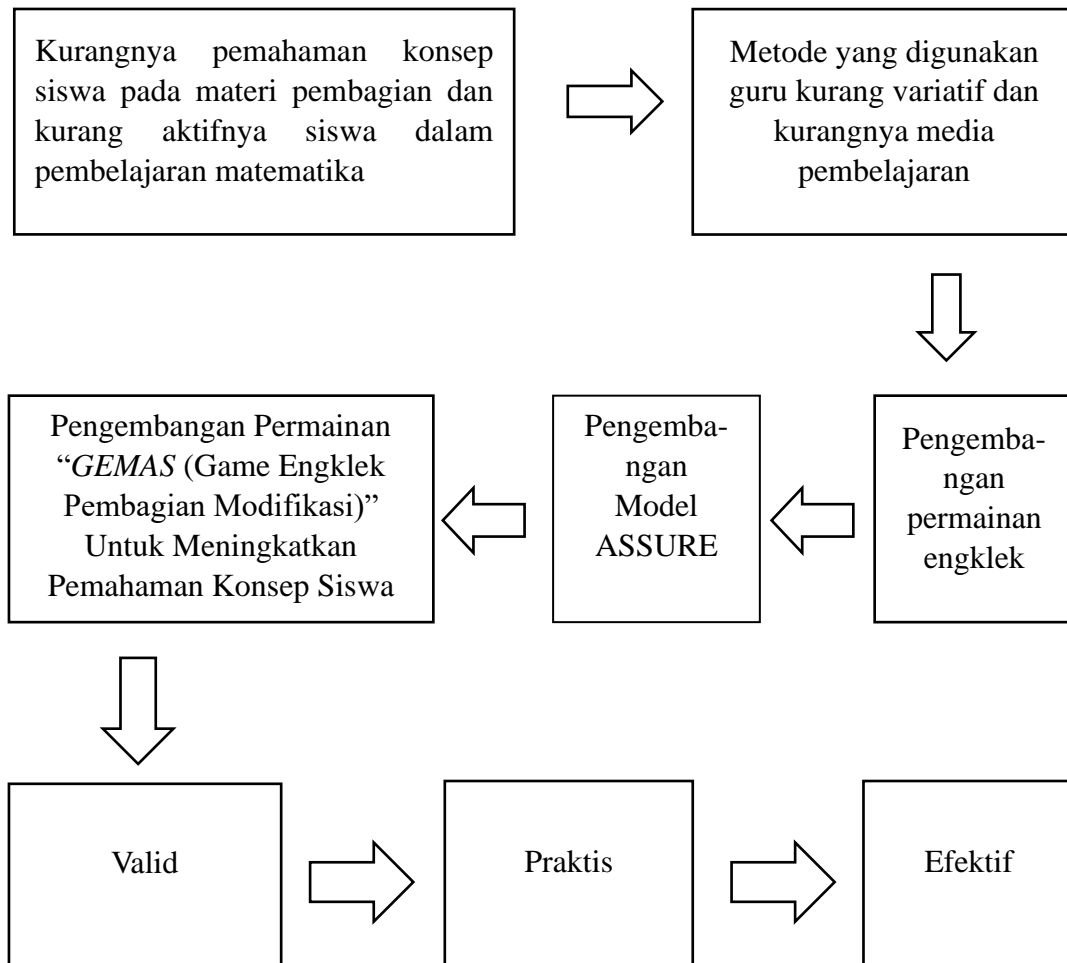 Kurangnya pemahaman konsep
siswa pada materi pembagian dan
kurang aktifnya siswa dalam
pembelajaran matematika
Metode yang digunakan
guru kurang variatif dan
kurangnya media
pembelajaran
Pengemba-
ngan
permainan
engklek
Pengemba-
ngan
Model
ASSURE
Pengembangan Permainan
“GEMAS (Game Engklek
Pembagian Modifikasi)”
Untuk Meningkatkan
Pemahaman Konsep Siswa
Valid
Praktis
Efektif